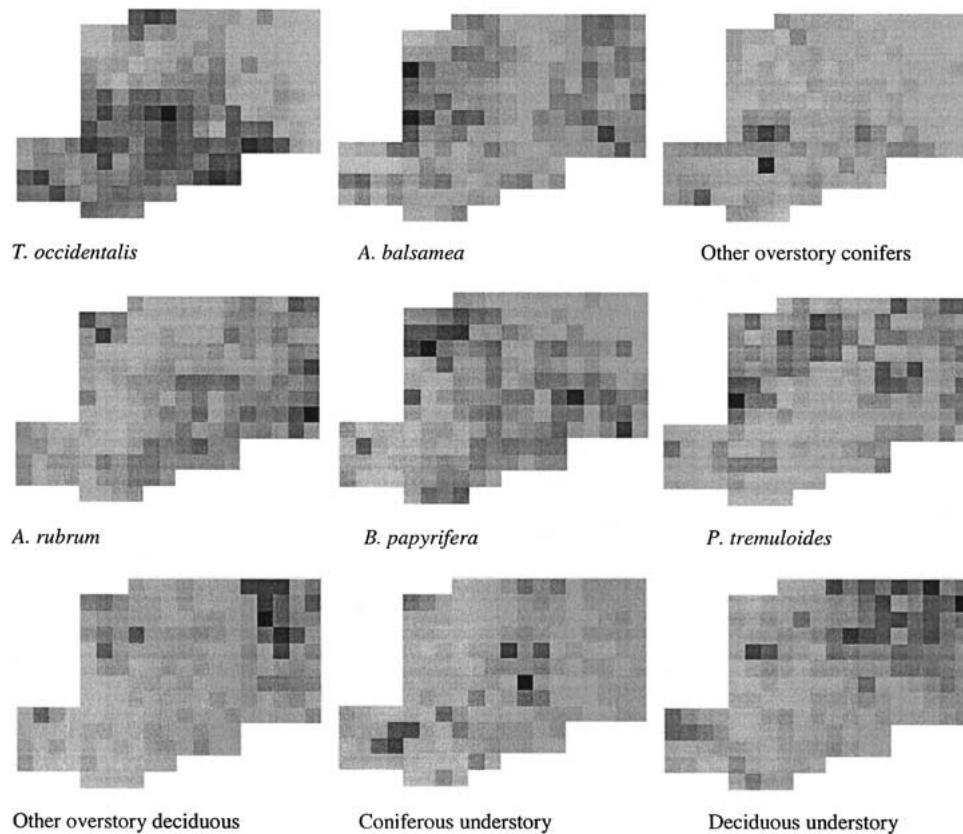 T. occidentalis A. balsamea Other overstory conifers
A. rubrum B. papyrifera P. tremuloides
Other overstory deciduous Coniferous understory Deciduous understory